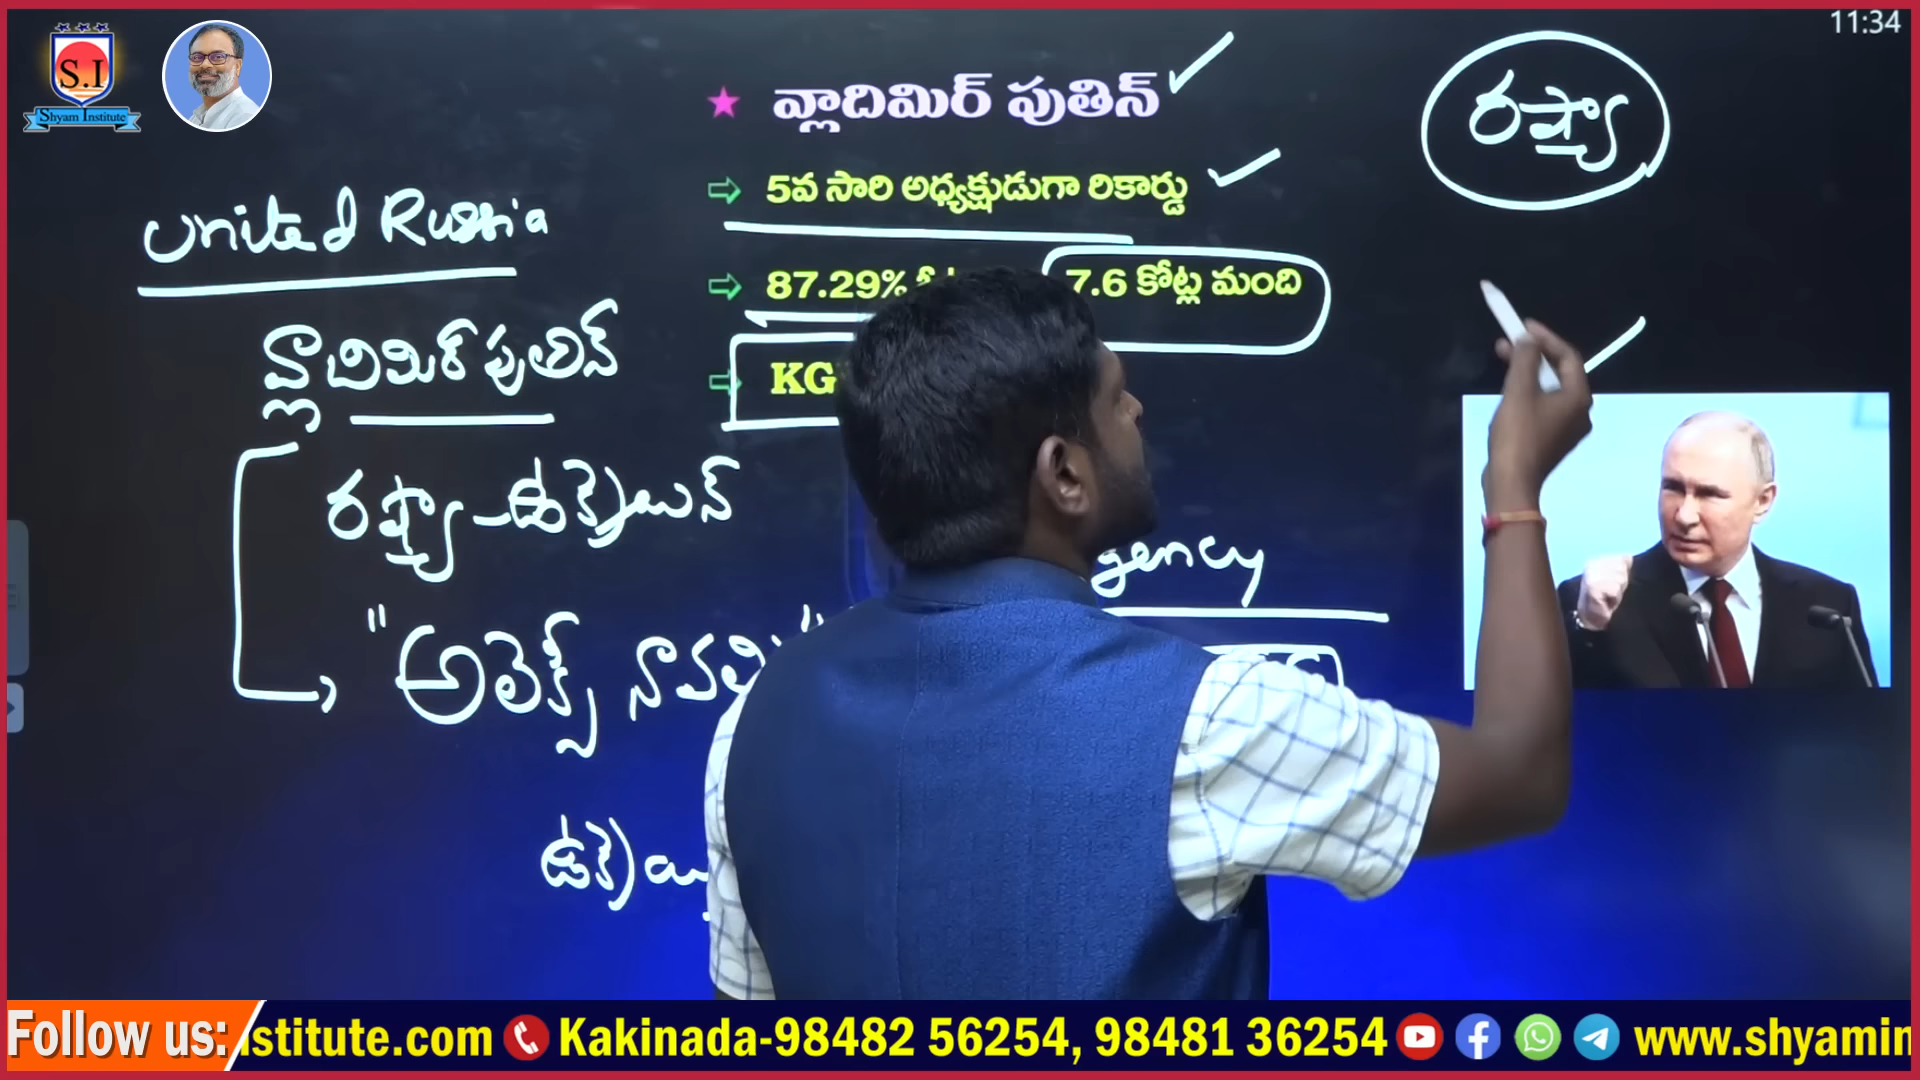 11:34
S.I
Shyam Institute
★ వ్లాదిమిర్ పుతిన్
రష్యా
⇨ 5వ సారి అధ్యక్షుడుగా రికార్డు
United Russia
⇨ 87.29% 7.6 కోట్ల మంది
వ్లాదిమిర్ పుతిన్
⇨ KG
రష్యా - ఉక్రెయిన్
gency
"అలెక్స్ నావల్ని"
ఉక్రెయి
Follow us: stitute.com Kakinada-98482 56254, 98481 36254 www.shyamin